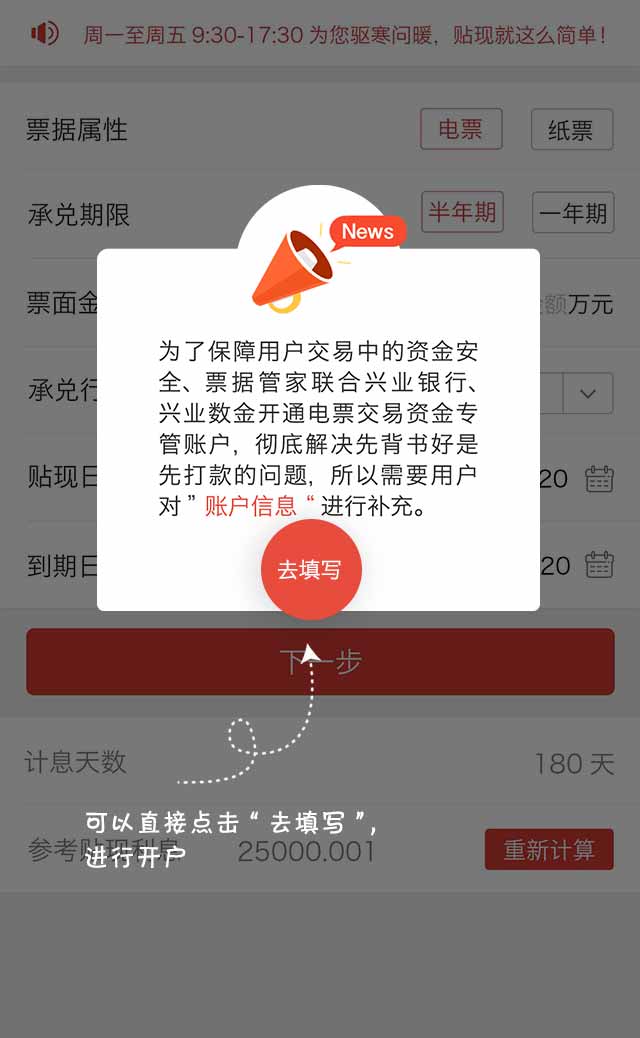 周一至周五 9:30-17:30 为您驱寒问暖，贴现就这么简单！
票据属性 电票 纸票
承兑期限 半年期 一年期
News
票面金 额万元
为了保障用户交易中的资金安
全、票据管家联合兴业银行、
兴业数金开通电票交易资金专
管账户，彻底解决先背书好是
先打款的问题，所以需要用户
对”账户信息“进行补充。
承兑行
贴现日 20
到期日 20
去填写
下一步
计息天数 180 天
可以直接点击“去填写”，
进行开户
参考贴现利息 25000.001 重新计算